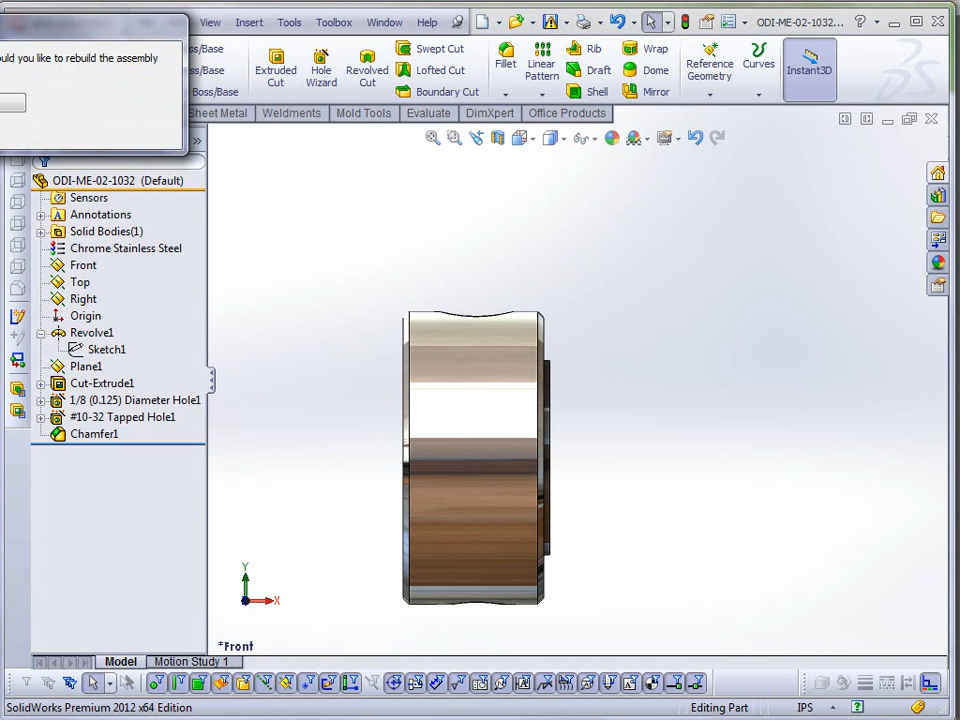 View Insert Tools Toolbox Window Help ODI-ME-02-1032...
ould you like to rebuild the assembly
ss/Base
ss/Base
Boss/Base
Extruded Cut
Hole Wizard
Revolved Cut
Swept Cut
Lofted Cut
Boundary Cut
Fillet
Linear Pattern
Rib
Draft
Shell
Wrap
Dome
Mirror
Reference Geometry
Curves
Instant3D
Sheet Metal Weldments Mold Tools Evaluate DimXpert Office Products
ODI-ME-02-1032 (Default)
Sensors
Annotations
Solid Bodies(1)
Chrome Stainless Steel
Front
Top
Right
Origin
Revolve1
Sketch1
Plane1
Cut-Extrude1
1/8 (0.125) Diameter Hole1
#10-32 Tapped Hole1
Chamfer1
Y
X
*Front
Model Motion Study 1
SolidWorks Premium 2012 x64 Edition Editing Part IPS